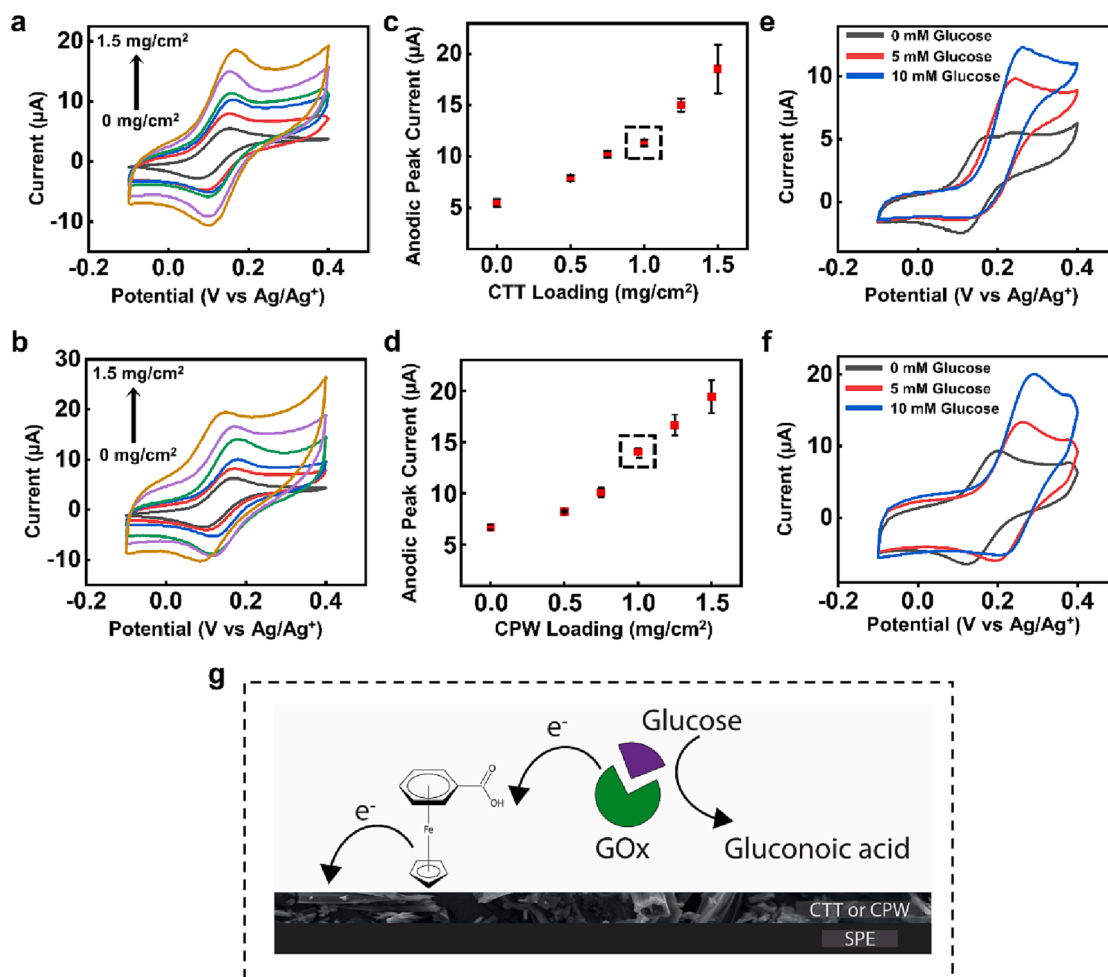 a
1.5 mg/cm²
0 mg/cm²
20
10
0
-10
Current (µA)
-0.2
0.0
0.2
0.4
Potential (V vs Ag/Ag⁺)
c
20
15
10
5
Anodic Peak Current (µA)
0.0
0.5
1.0
1.5
CTT Loading (mg/cm²)
e
0 mM Glucose
5 mM Glucose
10 mM Glucose
10
5
0
Current (µA)
-0.2
0.0
0.2
0.4
Potential (V vs Ag/Ag⁺)
b
1.5 mg/cm²
0 mg/cm²
30
20
10
0
-10
Current (µA)
-0.2
0.0
0.2
0.4
Potential (V vs Ag/Ag⁺)
d
20
15
10
5
Anodic Peak Current (µA)
0.0
0.5
1.0
1.5
CPW Loading (mg/cm²)
f
0 mM Glucose
5 mM Glucose
10 mM Glucose
20
10
0
Current (µA)
-0.2
0.0
0.2
0.4
Potential (V vs Ag/Ag⁺)
g
Glucose
e⁻
O
OH
Fe
e⁻
GOx
Gluconoic acid
CTT or CPW
SPE